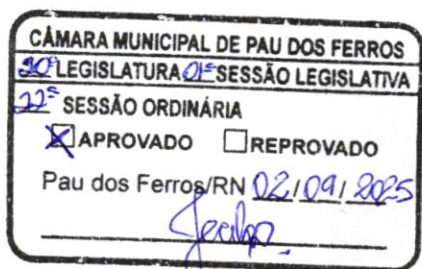 CÂMARA MUNICIPAL DE PAU DOS FERROS
20ª LEGISLATURA 01ª SESSÃO LEGISLATIVA
22ª SESSÃO ORDINÁRIA
☒ APROVADO ☐ REPROVADO
Pau dos Ferros/RN 02/09/2025